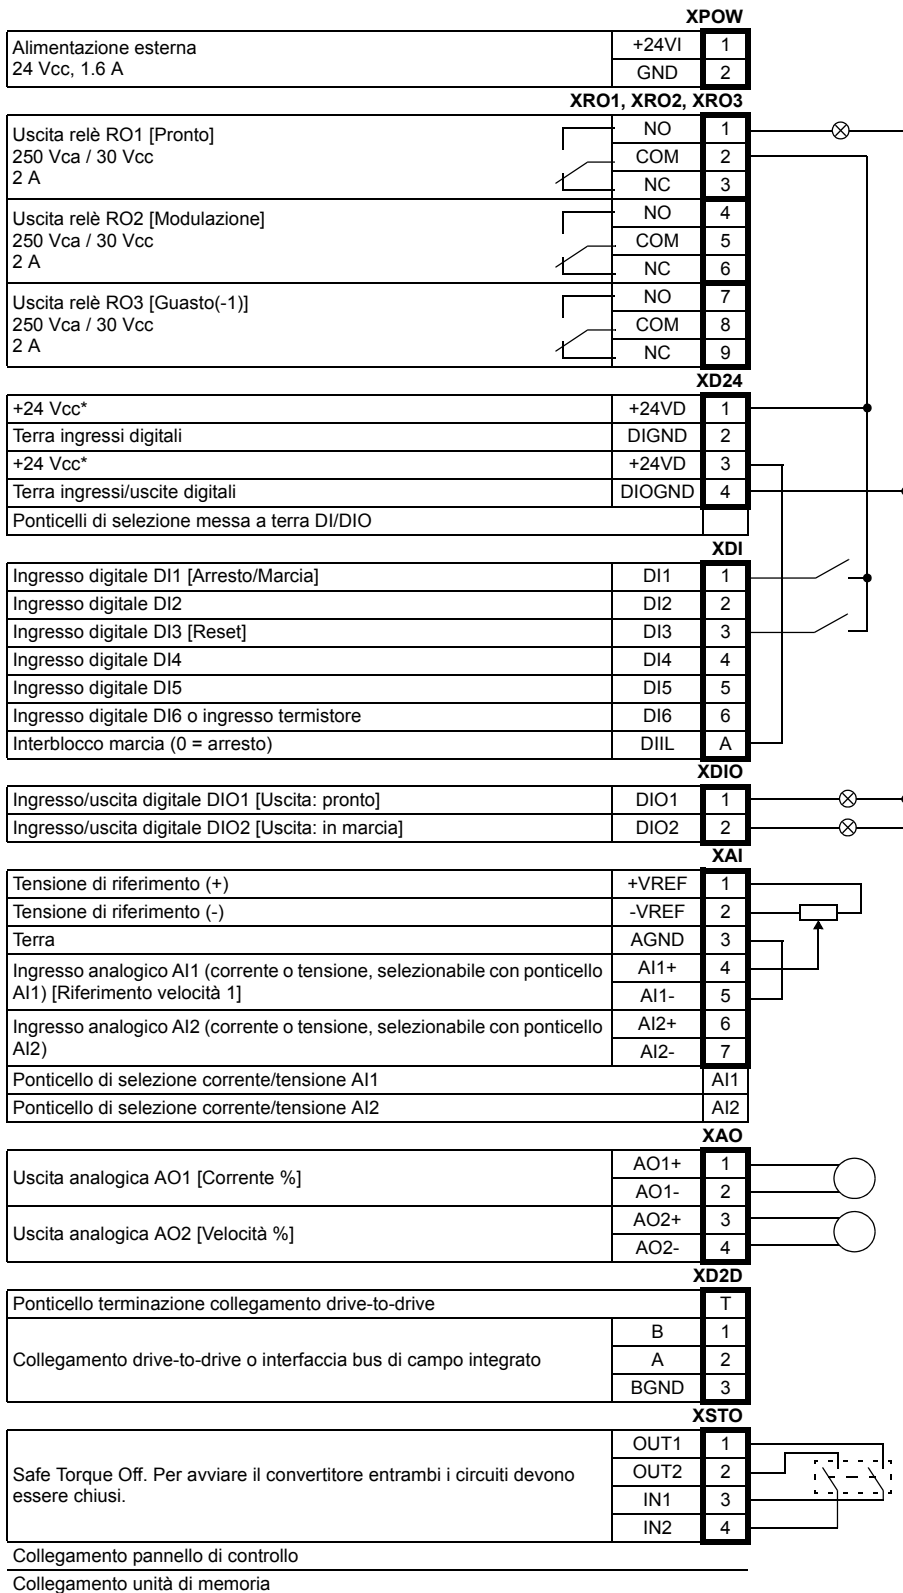 XPOW
Alimentazione esterna
24 Vcc, 1.6 A
+24VI 1
GND 2
XRO1, XRO2, XRO3
Uscita relè RO1 [Pronto]
250 Vca / 30 Vcc
2 A
NO 1
COM 2
NC 3
Uscita relè RO2 [Modulazione]
250 Vca / 30 Vcc
2 A
NO 4
COM 5
NC 6
Uscita relè RO3 [Guasto(-1)]
250 Vca / 30 Vcc
2 A
NO 7
COM 8
NC 9
XD24
+24 Vcc* +24VD 1
Terra ingressi digitali DIGND 2
+24 Vcc* +24VD 3
Terra ingressi/uscite digitali DIOGND 4
Ponticelli di selezione messa a terra DI/DIO
XDI
Ingresso digitale DI1 [Arresto/Marcia] DI1 1
Ingresso digitale DI2 DI2 2
Ingresso digitale DI3 [Reset] DI3 3
Ingresso digitale DI4 DI4 4
Ingresso digitale DI5 DI5 5
Ingresso digitale DI6 o ingresso termistore DI6 6
Interblocco marcia (0 = arresto) DIIL A
XDIO
Ingresso/uscita digitale DIO1 [Uscita: pronto] DIO1 1
Ingresso/uscita digitale DIO2 [Uscita: in marcia] DIO2 2
XAI
Tensione di riferimento (+) +VREF 1
Tensione di riferimento (-) -VREF 2
Terra AGND 3
Ingresso analogico AI1 (corrente o tensione, selezionabile con ponticello
AI1) [Riferimento velocità 1]
AI1+ 4
AI1- 5
Ingresso analogico AI2 (corrente o tensione, selezionabile con ponticello
AI2)
AI2+ 6
AI2- 7
Ponticello di selezione corrente/tensione AI1 AI1
Ponticello di selezione corrente/tensione AI2 AI2
XAO
Uscita analogica AO1 [Corrente %]
AO1+ 1
AO1- 2
Uscita analogica AO2 [Velocità %]
AO2+ 3
AO2- 4
XD2D
Ponticello terminazione collegamento drive-to-drive T
Collegamento drive-to-drive o interfaccia bus di campo integrato
B 1
A 2
BGND 3
XSTO
Safe Torque Off. Per avviare il convertitore entrambi i circuiti devono
essere chiusi.
OUT1 1
OUT2 2
IN1 3
IN2 4
Collegamento pannello di controllo
Collegamento unità di memoria